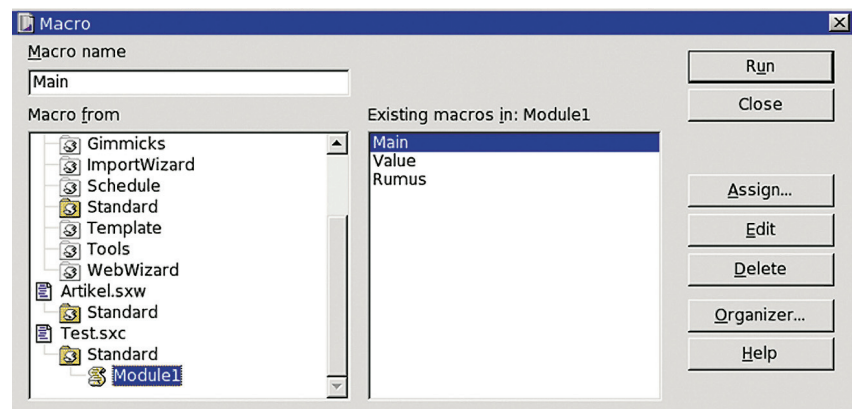 Macro
Macro name
Main
Macro from
Gimmicks
ImportWizard
Schedule
Standard
Template
Tools
WebWizard
Artikel.sxw
Standard
Test.sxc
Standard
Module1
Existing macros in: Module1
Main
Value
Rumus
Run
Close
Assign...
Edit
Delete
Organizer...
Help